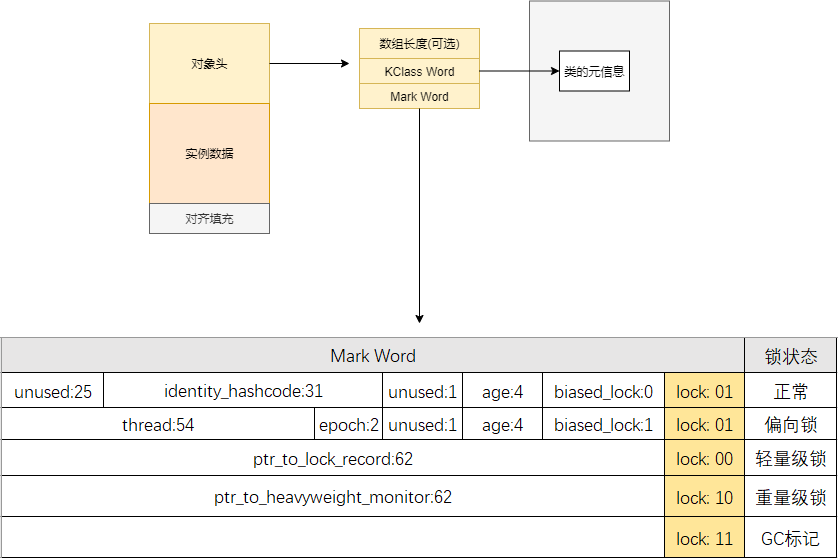 对象头
实例数据
对齐填充
数组长度(可选)
KClass Word
Mark Word
类的元信息
Mark Word 锁状态
unused:25 identity_hashcode:31 unused:1 age:4 biased_lock:0 lock: 01 正常
thread:54 epoch:2 unused:1 age:4 biased_lock:1 lock: 01 偏向锁
ptr_to_lock_record:62 lock: 00 轻量级锁
ptr_to_heavyweight_monitor:62 lock: 10 重量级锁
lock: 11 GC标记